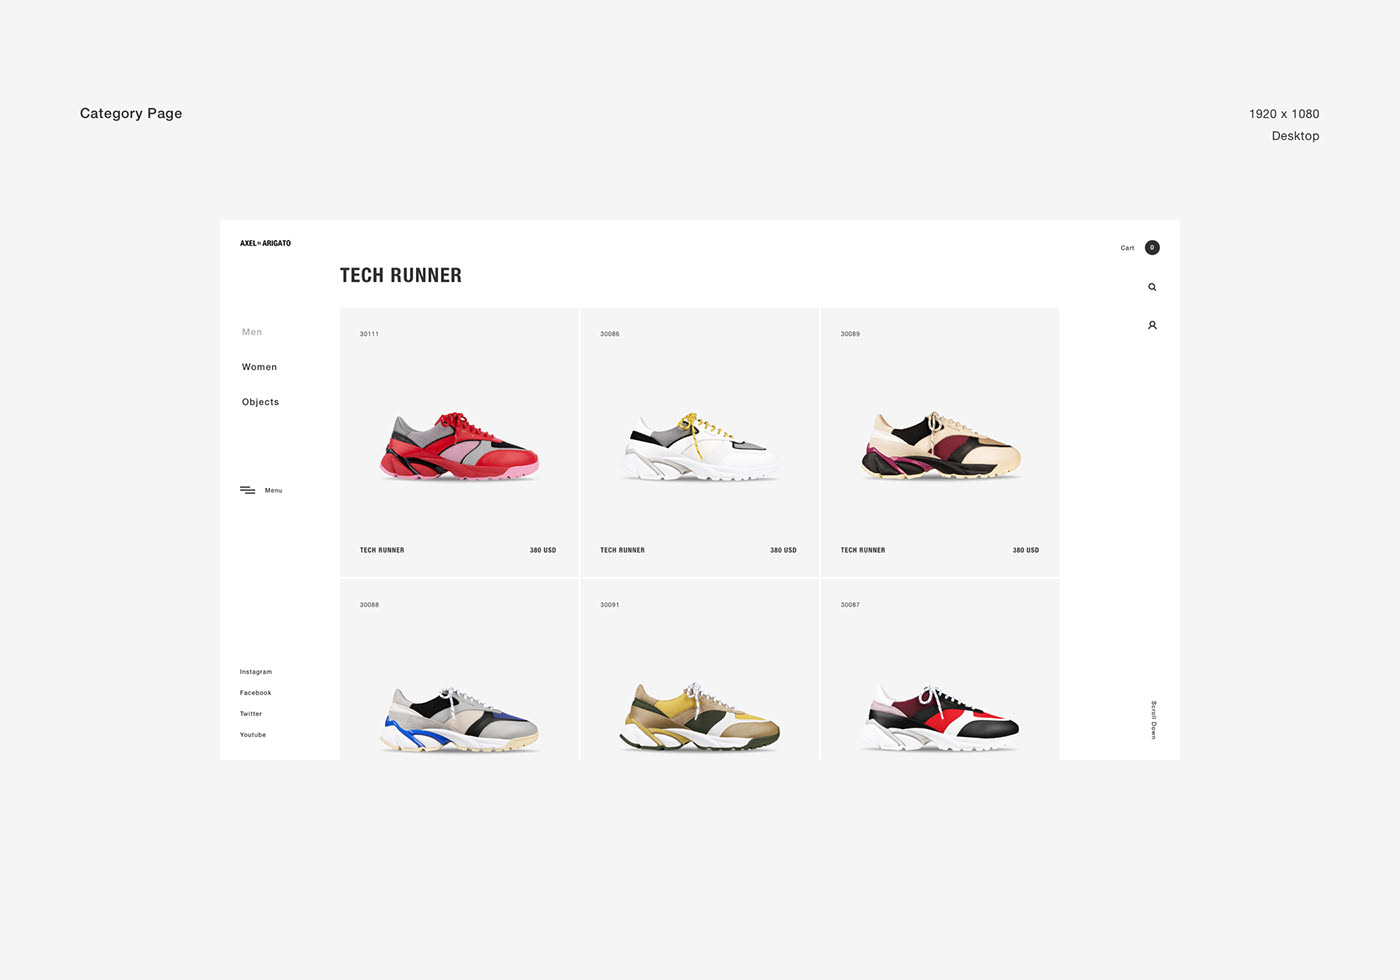 Category Page
1920 x 1080
Desktop
AXEL ARIGATO
Cart 0
TECH RUNNER
Men
Women
Objects
Menu
30111
30086
30089
TECH RUNNER 380 USD
TECH RUNNER 380 USD
TECH RUNNER 380 USD
30088
30091
30087
Instagram
Facebook
Twitter
Youtube
Scroll Down